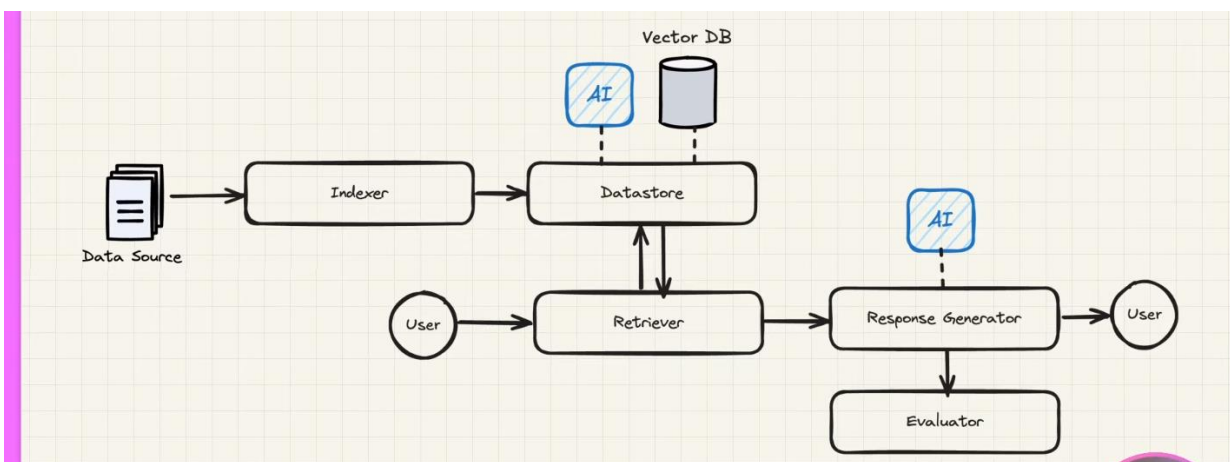 Vector DB
AI
Indexer
Datastore
Data Source
AI
User
Retriever
Response Generator
User
Evaluator